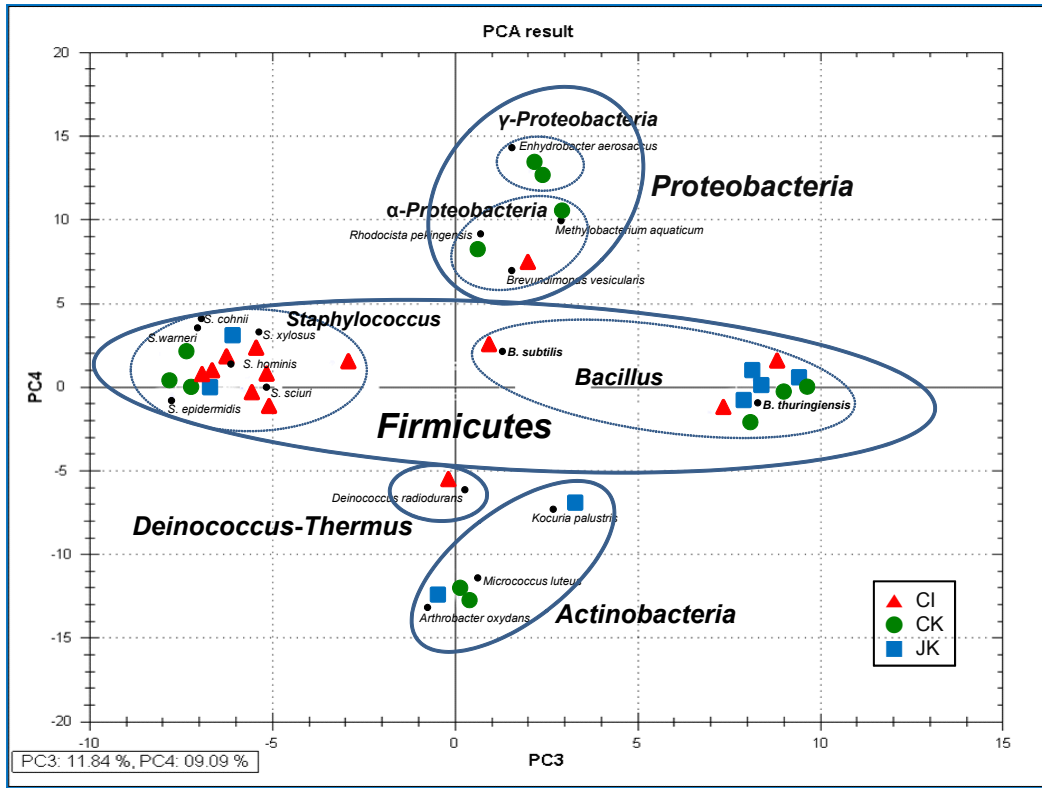 PCA result
20
15
10
5
0
-5
-10
-15
-20
PC4
γ-Proteobacteria
Enhydrobacter aerosaccus
Proteobacteria
α-Proteobacteria
Rhodocista pekingensis
Methylobacterium aquaticum
Brevundimonas vesicularis
S. cohnii
Staphylococcus
S.warneri
S. xylosus
S. hominis
S. sciuri
S. epidermidis
B. subtilis
Bacillus
B. thuringiensis
Firmicutes
Deinococcus radiodurans
Deinococcus-Thermus
Kocuria palustris
Micrococcus luteus
Arthrobacter oxydans
Actinobacteria
CI
CK
JK
-10
-5
0
5
10
15
PC3
PC3: 11.84 %, PC4: 09.09 %